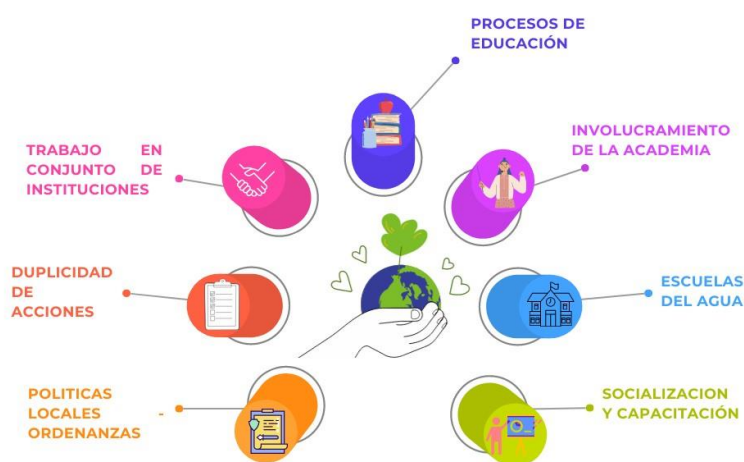 PROCESOS DE
EDUCACIÓN
INVOLUCRAMIENTO
DE LA ACADEMIA
TRABAJO EN
CONJUNTO DE
INSTITUCIONES
ESCUELAS
DEL AGUA
DUPLICIDAD
DE
ACCIONES
SOCIALIZACION
Y CAPACITACIÓN
POLITICAS
LOCALES -
ORDENANZAS